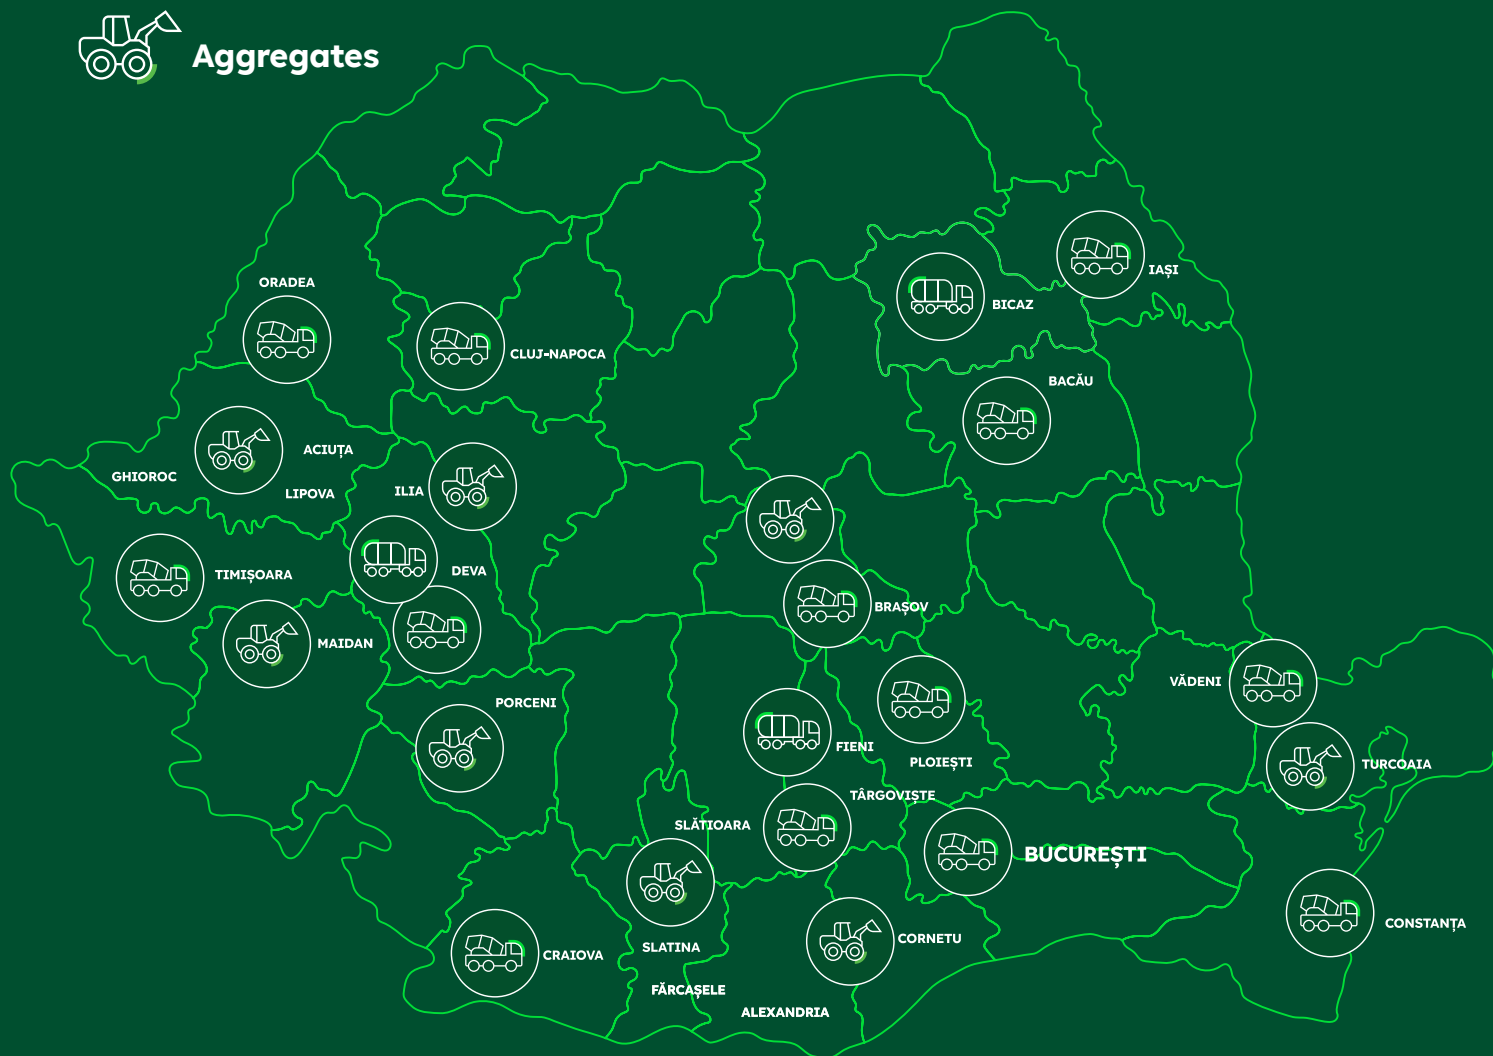 Aggregates
IAȘI
ORADEA
BICAZ
CLUJ-NAPOCA
BACĂU
ACIUȚA
GHIOROC
LIPOVA
ILIA
DEVA
TIMIȘOARA
BRAȘOV
MAIDAN
VĂDENI
PORCENI
FIENI
PLOIEȘTI
TURCOAIA
TÂRGOVIȘTE
SLĂTIOARA
BUCUREȘTI
CONSTANȚA
CORNETU
SLATINA
CRAIOVA
FĂRCAȘELE
ALEXANDRIA